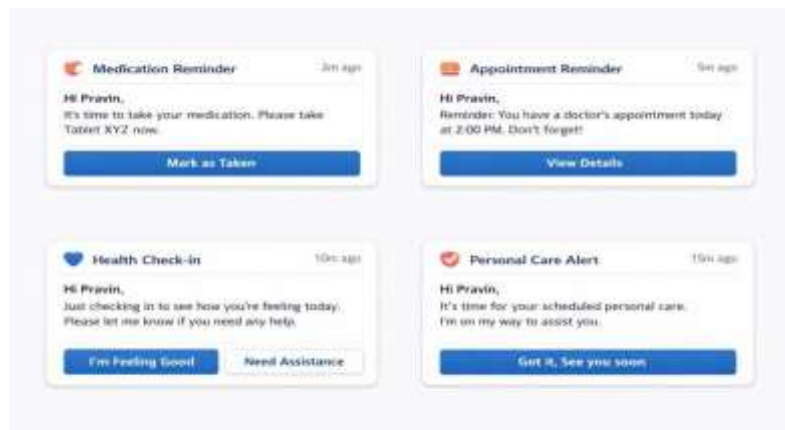 Medication Reminder
2m ago
Hi Pravin,
It's time to take your medication. Please take
Tablet XYZ now.
Mark as Taken
Appointment Reminder
5m ago
Hi Pravin,
Reminder: You have a doctor's appointment today
at 2:00 PM. Don't forget!
View Details
Health Check-in
10m ago
Hi Pravin,
Just checking in to see how you're feeling today.
Please let me know if you need any help.
I'm Feeling Good
Need Assistance
Personal Care Alert
15m ago
Hi Pravin,
It's time for your scheduled personal care.
I'm on my way to assist you.
Got it, See you soon